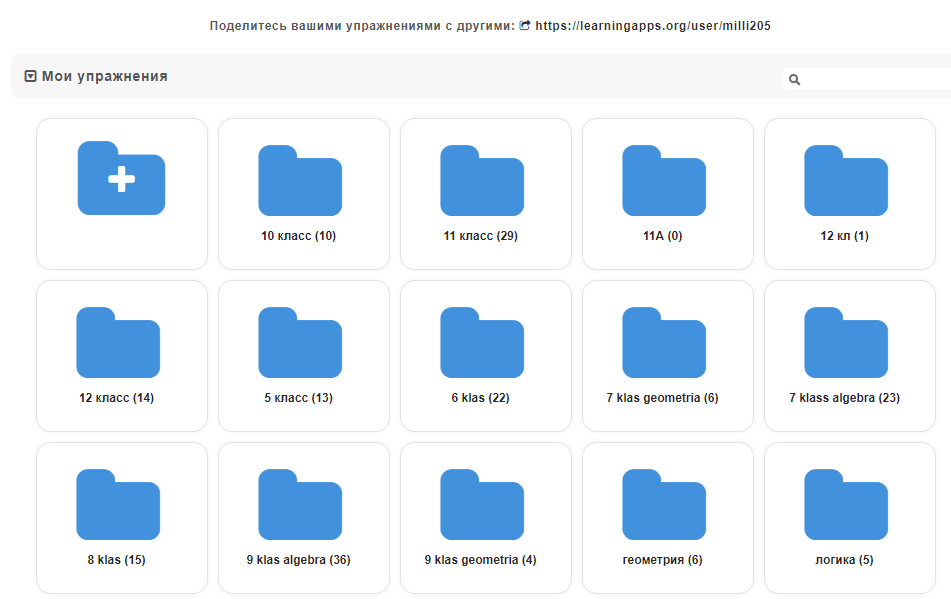 Поделитесь вашими упражнениями с другими: https://learningapps.org/user/milli205
Мои упражнения
10 класс (10)
11 класс (29)
11А (0)
12 кл (1)
12 класс (14)
5 класс (13)
6 klas (22)
7 klas geometria (6)
7 klass algebra (23)
8 klas (15)
9 klas algebra (36)
9 klas geometria (4)
геометрия (6)
логика (5)